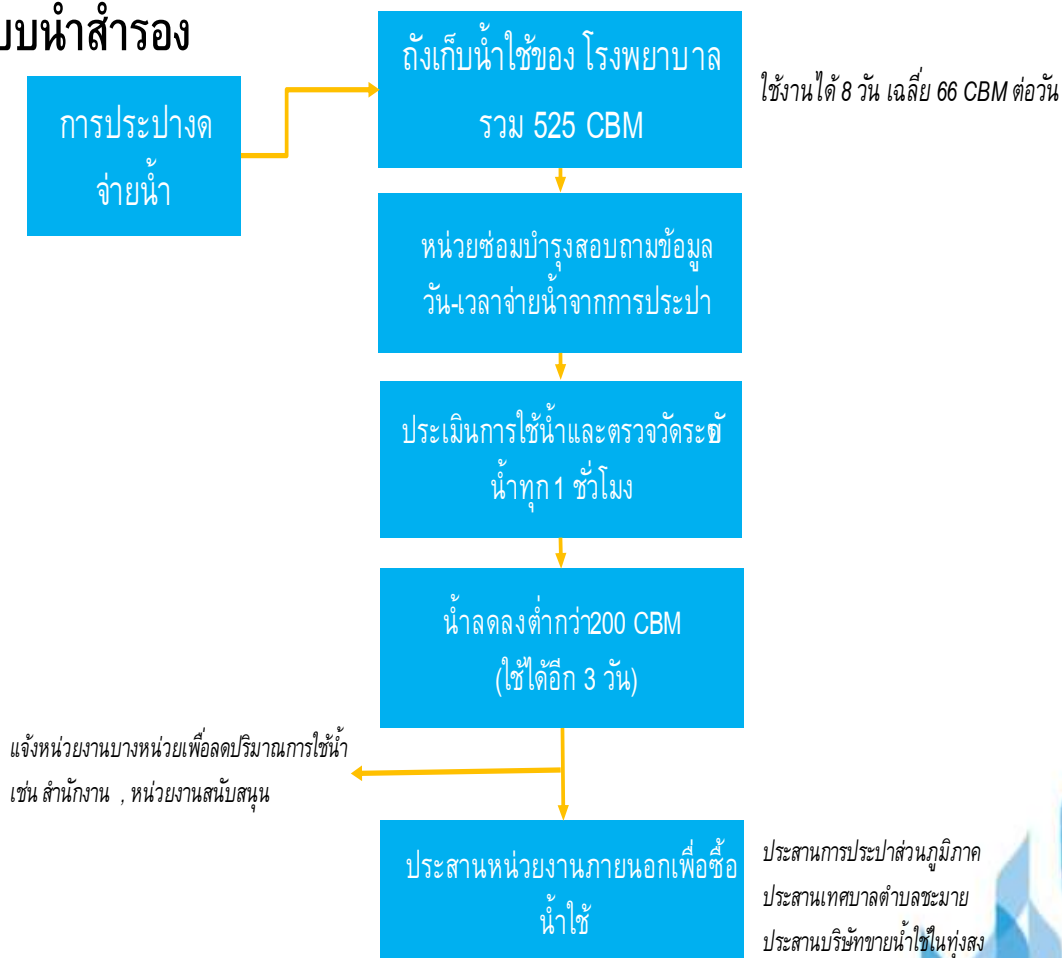 บบน้ำสำรอง
การประปางด
จ่ายน้ำ
ถังเก็บน้ำใช้ของ โรงพยาบาล
รวม 525 CBM
ใช้งานได้ 8 วัน เฉลี่ย 66 CBM ต่อวัน
หน่วยซ่อมบำรุงสอบถามข้อมูล
วัน-เวลาจ่ายน้ำจากการประปา
ประเมินการใช้น้ำและตรวจวัดระดับ
น้ำทุก 1 ชั่วโมง
น้ำลดลงต่ำกว่า200 CBM
(ใช้ได้อีก 3 วัน)
แจ้งหน่วยงานบางหน่วยเพื่อลดปริมาณการใช้น้ำ
เช่น สำนักงาน , หน่วยงานสนับสนุน
ประสานหน่วยงานภายนอกเพื่อซื้อ
น้ำใช้
ประสานการประปาส่วนภูมิภาค
ประสานเทศบาลตำบลชะมาย
ประสานบริษัทขายน้ำใช้ในทุ่งสง